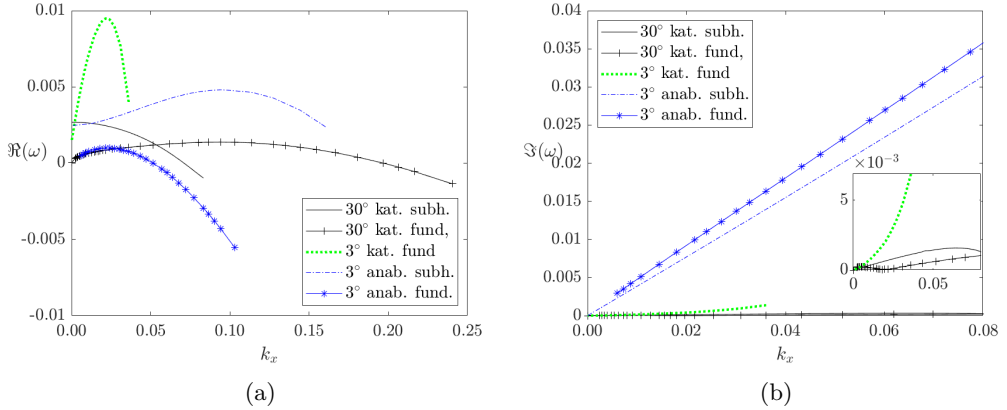 0.01
0.005
ℜ(ω)
0
-0.005
-0.01
0.00 0.05 0.10 0.15 0.20 0.25
k_x
30° kat. subh.
30° kat. fund,
3° kat. fund
3° anab. subh.
3° anab. fund.
(a)
0.04
0.035
0.03
0.025
ℑ(ω)
0.02
0.015
0.01
0.005
0
0.00 0.02 0.04 0.06 0.08
k_x
30° kat. subh.
30° kat. fund,
3° kat. fund
3° anab. subh.
3° anab. fund.
×10⁻³
5
0
0 0.05
(b)